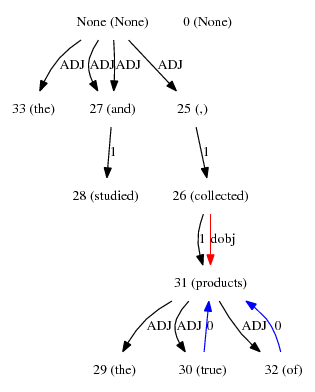 None (None) 0 (None)
ADJ ADJ ADJ ADJ
33 (the) 27 (and) 25 (,)
1 1
28 (studied) 26 (collected)
1 dobj
31 (products)
ADJ ADJ 0 ADJ 0
29 (the) 30 (true) 32 (of)